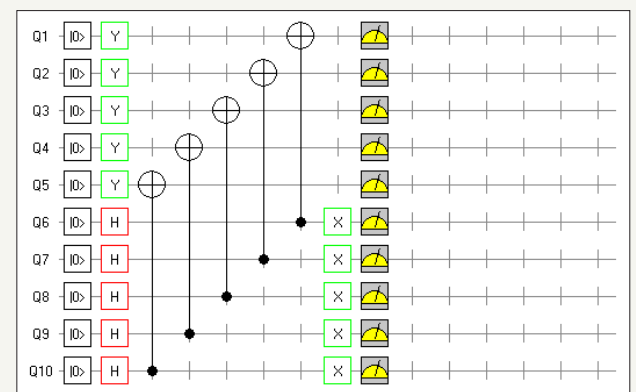 Q1 |0> Y
Q2 |0> Y
Q3 |0> Y
Q4 |0> Y
Q5 |0> Y
Q6 |0> H X
Q7 |0> H X
Q8 |0> H X
Q9 |0> H X
Q10 |0> H X